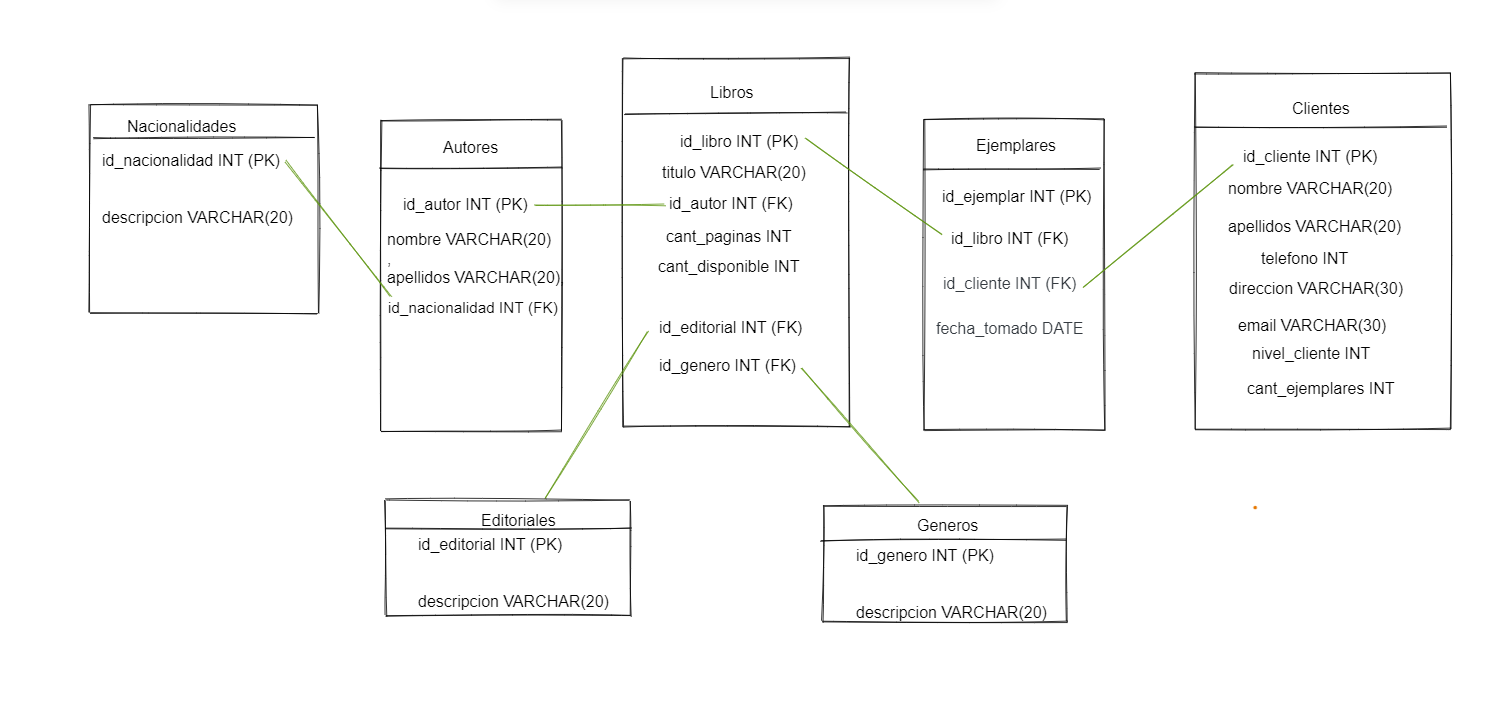 Nacionalidades
id_nacionalidad INT (PK)
descripcion VARCHAR(20)
Autores
id_autor INT (PK)
nombre VARCHAR(20)
,
apellidos VARCHAR(20),
id_nacionalidad INT (FK)
Libros
id_libro INT (PK)
titulo VARCHAR(20)
id_autor INT (FK)
cant_paginas INT
cant_disponible INT
id_editorial INT (FK)
id_genero INT (FK)
Ejemplares
id_ejemplar INT (PK)
id_libro INT (FK)
id_cliente INT (FK)
fecha_tomado DATE
Clientes
id_cliente INT (PK)
nombre VARCHAR(20)
apellidos VARCHAR(20)
telefono INT
direccion VARCHAR(30)
email VARCHAR(30)
nivel_cliente INT
cant_ejemplares INT
Editoriales
id_editorial INT (PK)
descripcion VARCHAR(20)
Generos
id_genero INT (PK)
descripcion VARCHAR(20)